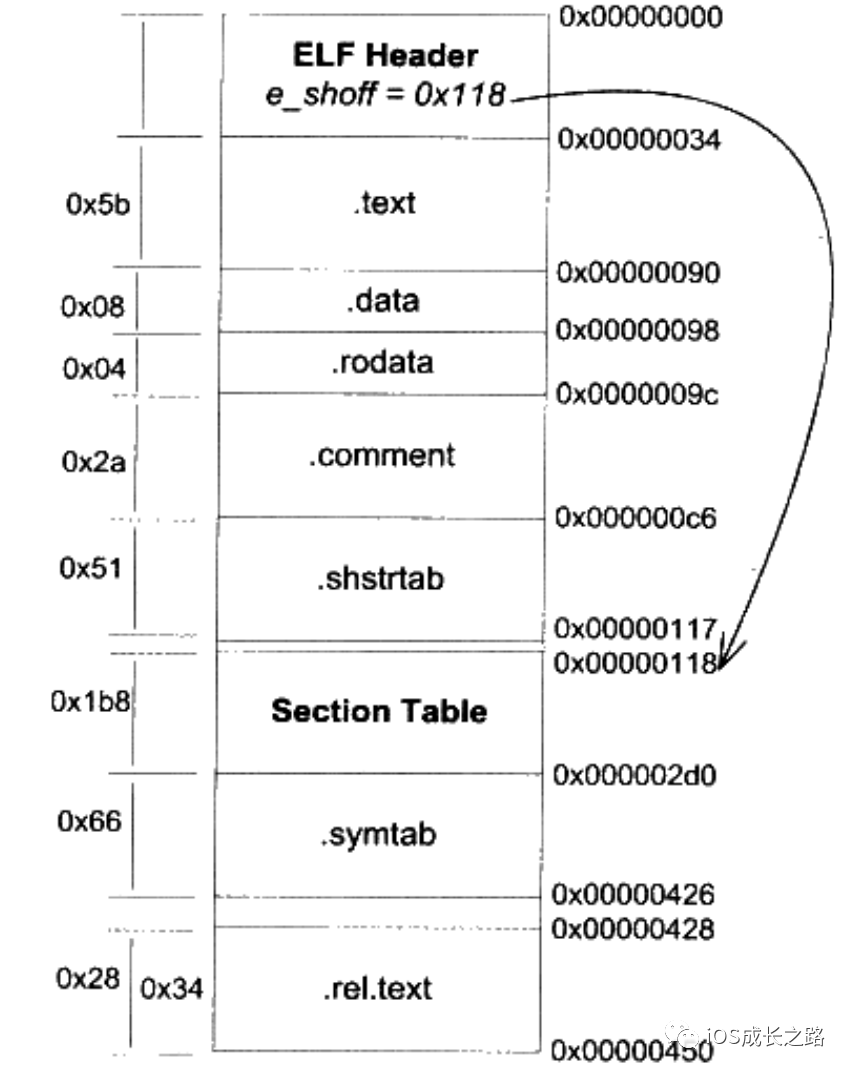 0x00000000
ELF Header
e_shoff = 0x118
0x00000034
0x5b
.text
0x00000090
0x08
.data
0x00000098
0x04
.rodata
0x0000009c
0x2a
.comment
0x000000c6
0x51
.shstrtab
0x00000117
0x00000118
0x1b8
Section Table
0x000002d0
0x66
.symtab
0x00000426
0x00000428
0x28
0x34
.rel.text
0x00000450
iOS成长之路